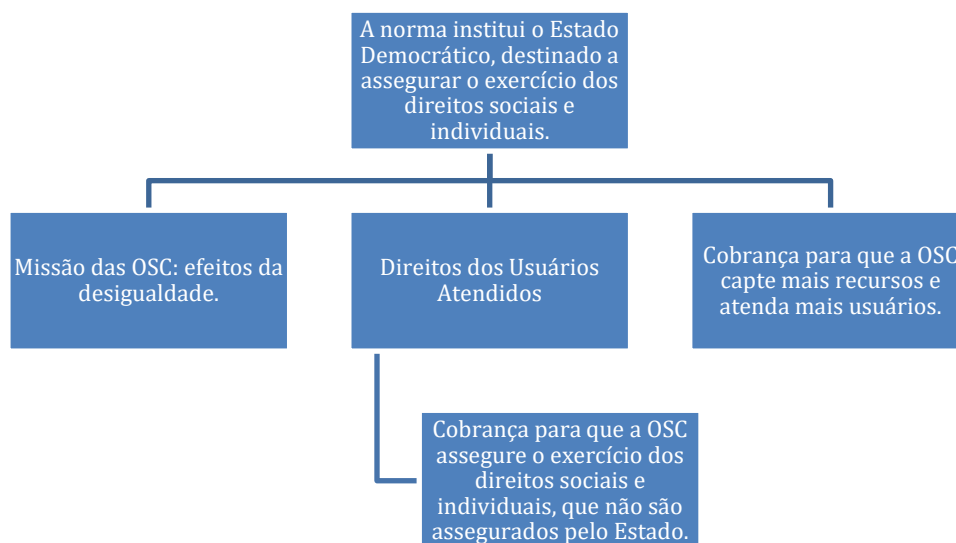 A norma institui o Estado
Democrático, destinado a
assegurar o exercício dos
direitos sociais e
individuais.
Missão das OSC: efeitos da
desigualdade.
Direitos dos Usuários
Atendidos
Cobrança para que a OSC
capte mais recursos e
atenda mais usuários.
Cobrança para que a OSC
assegure o exercício dos
direitos sociais e
individuais, que não são
assegurados pelo Estado.